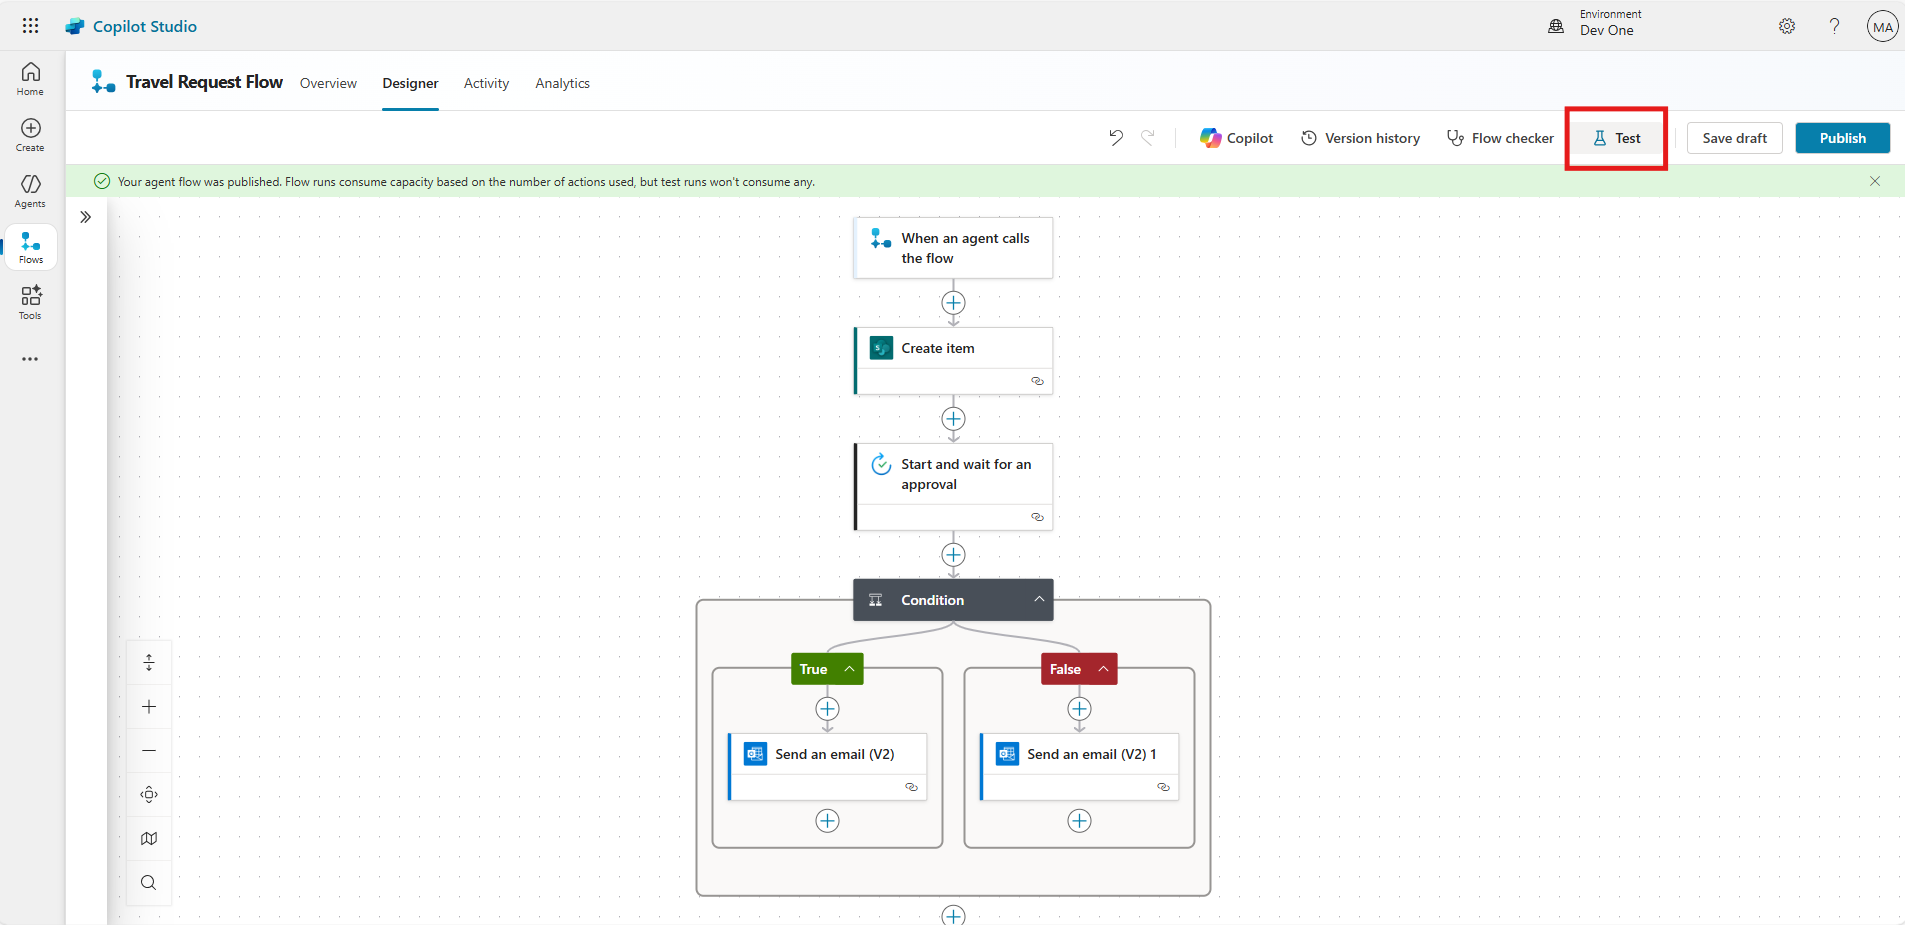 Copilot Studio
Environment
Dev One
MA
Home
Create
Agents
Flows
Tools
Travel Request Flow
Overview
Designer
Activity
Analytics
Copilot
Version history
Flow checker
Test
Save draft
Publish
Your agent flow was published. Flow runs consume capacity based on the number of actions used, but test runs won't consume any.
When an agent calls
the flow
Create item
Start and wait for an
approval
Condition
True
False
Send an email (V2)
Send an email (V2) 1